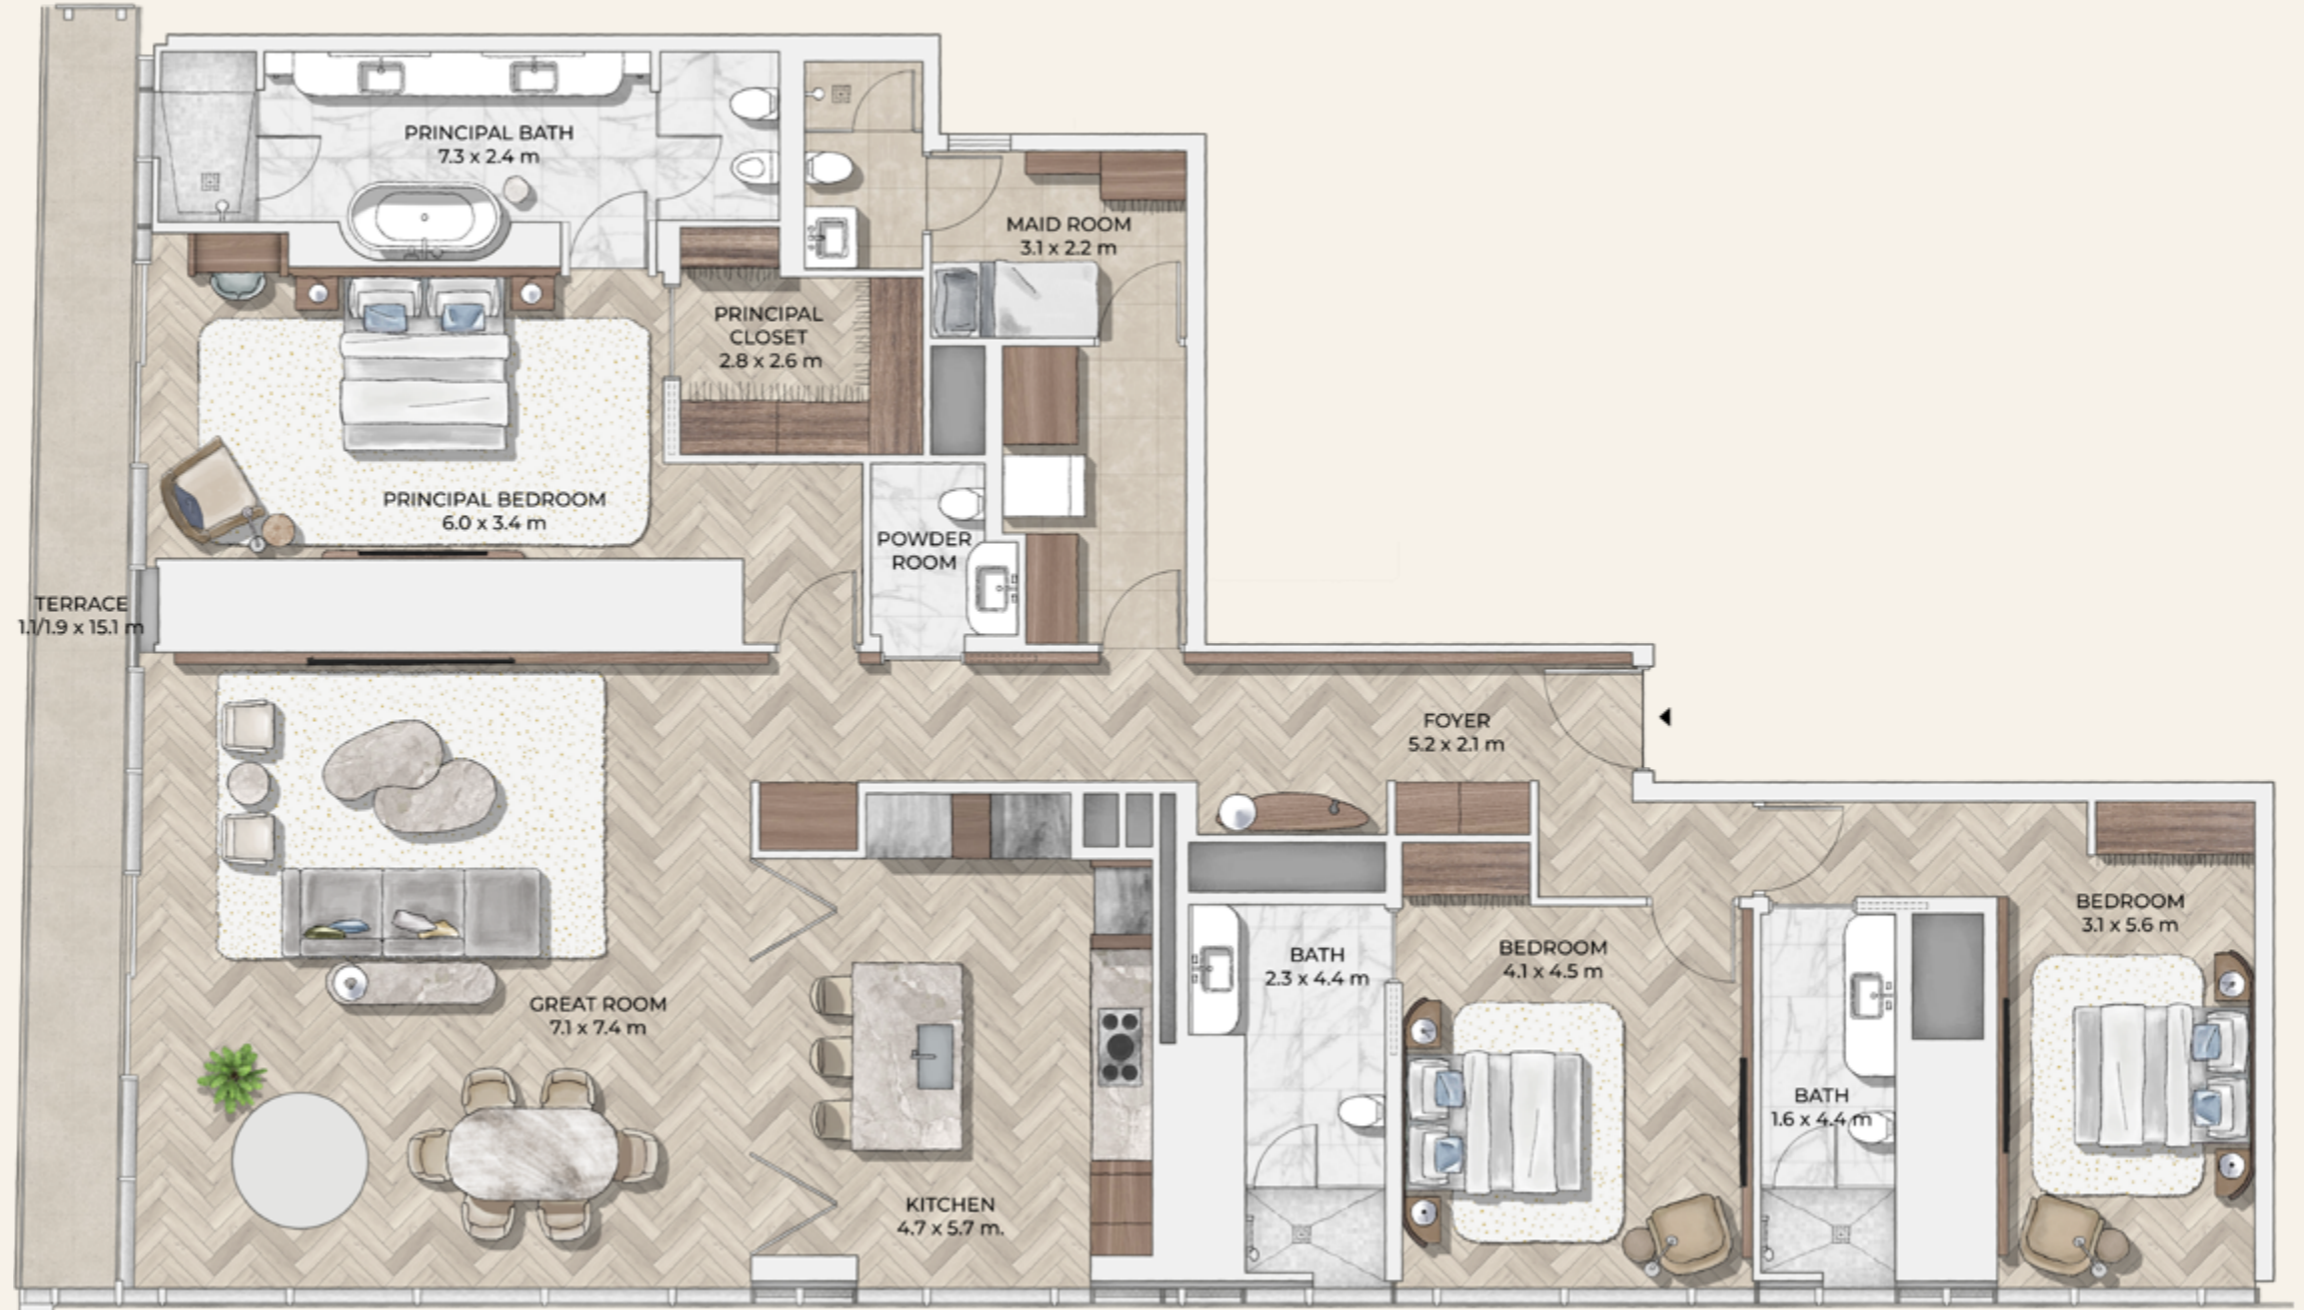 PRINCIPAL BATH
7.3 x 2.4 m
MAID ROOM
3.1 x 2.2 m
PRINCIPAL
CLOSET
2.8 x 2.6 m
PRINCIPAL BEDROOM
6.0 x 3.4 m
POWDER
ROOM
TERRACE
1.1/1.9 x 15.1 m
FOYER
5.2 x 2.1 m
GREAT ROOM
7.1 x 7.4 m
KITCHEN
4.7 x 5.7 m.
BATH
2.3 x 4.4 m
BEDROOM
4.1 x 4.5 m
BATH
1.6 x 4.4 m
BEDROOM
3.1 x 5.6 m